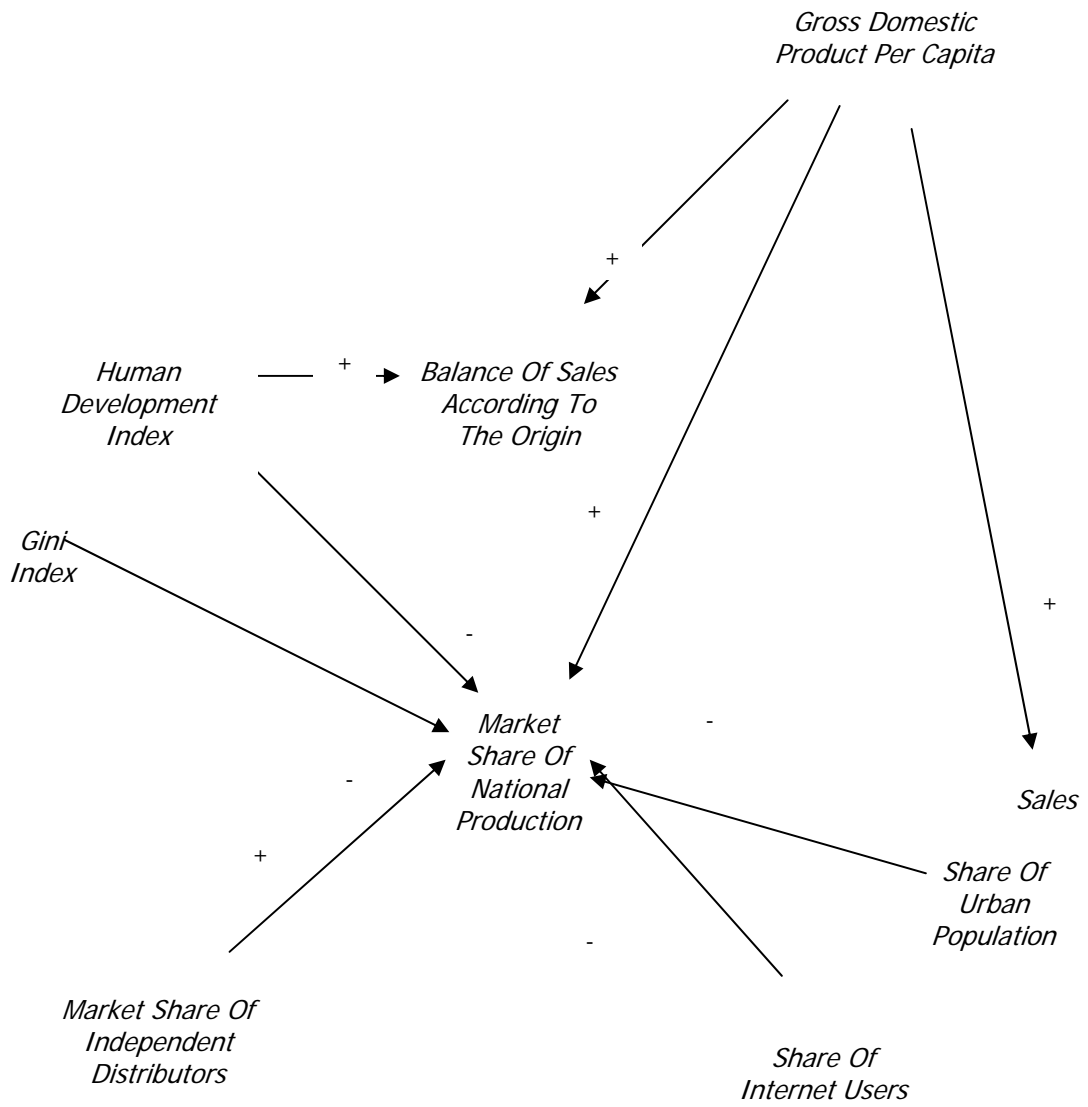 Gross Domestic
Product Per Capita
+
+
Human
Development
Index
Balance Of Sales
According To
The Origin
+
Gini
Index
+
-
Market
Share Of
National
Production
-
-
Sales
+
Share Of
Urban
Population
-
Market Share Of
Independent
Distributors
Share Of
Internet Users